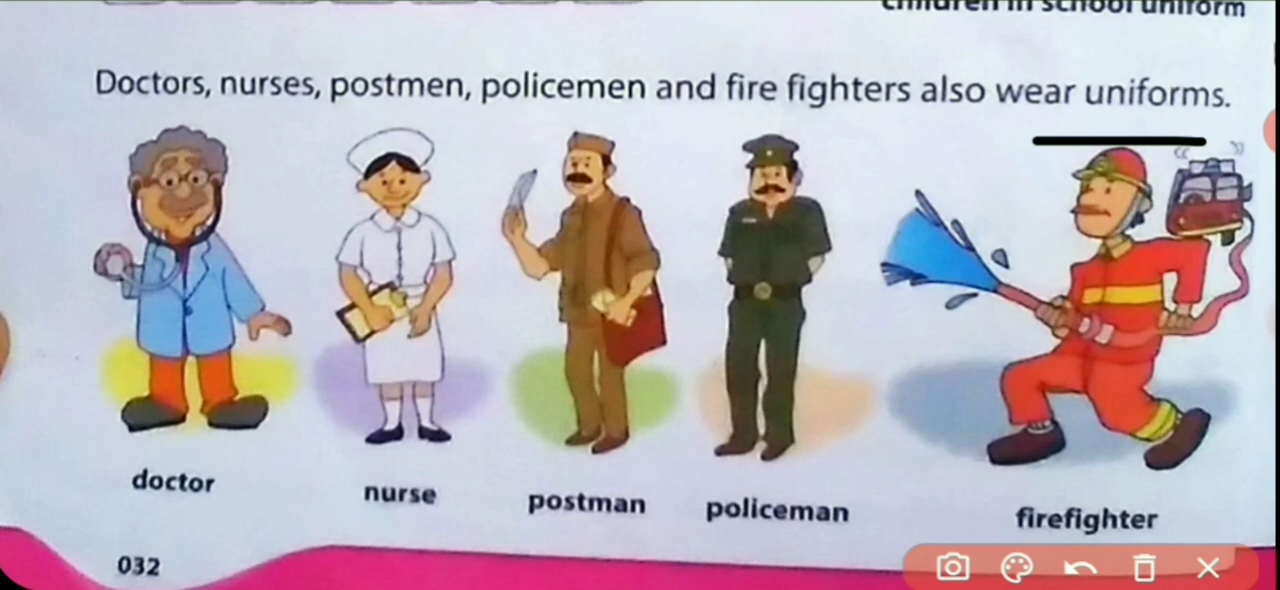 children in school uniform
Doctors, nurses, postmen, policemen and fire fighters also wear uniforms.
doctor
nurse
postman
policeman
firefighter
032